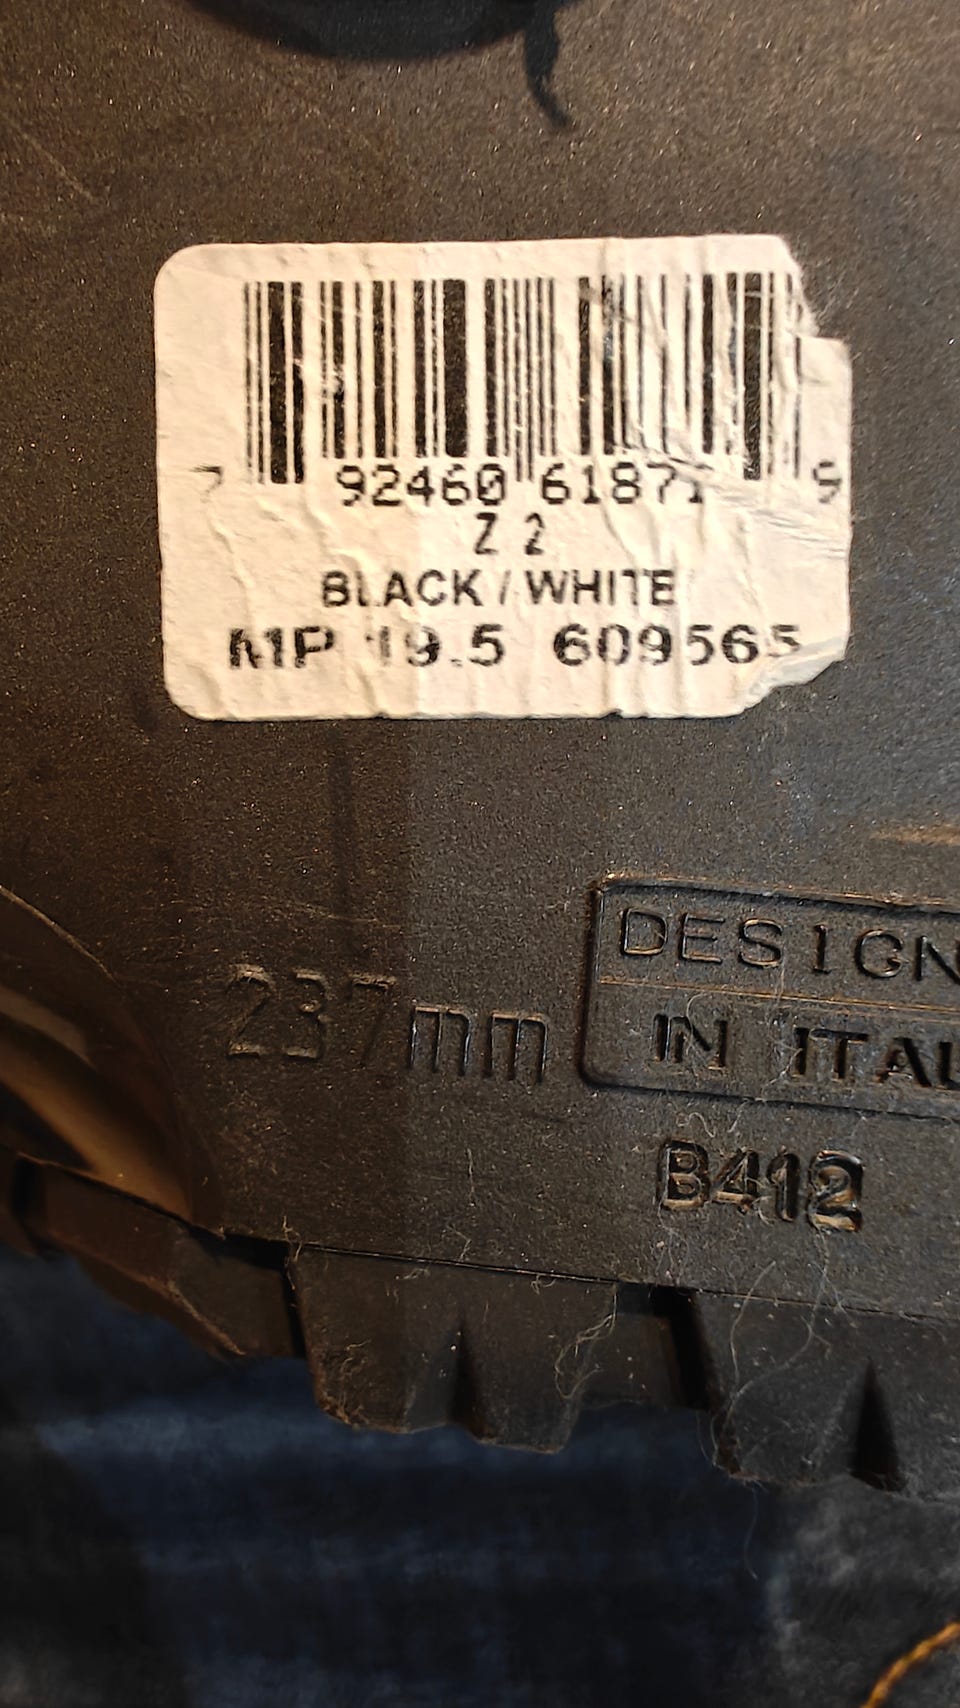 7 92460 61871 9
Z 2
BLACK / WHITE
MP 19.5 609565
237mm
DESIGN
IN ITAL
B412